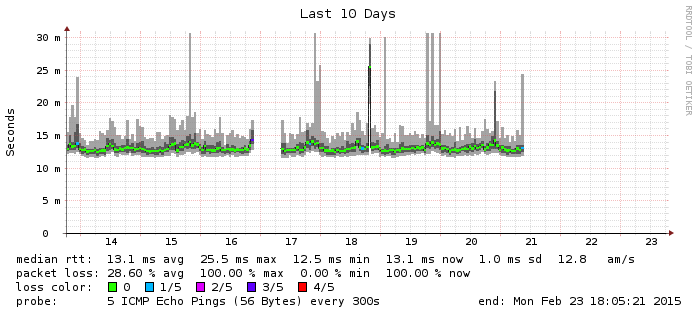 Last 10 Days
RRDTOOL / TOBI OETIKER
Seconds
30 m
25 m
20 m
15 m
10 m
5 m
0
14 15 16 17 18 19 20 21 22 23
median rtt: 13.1 ms avg 25.5 ms max 12.5 ms min 13.1 ms now 1.0 ms sd 12.8 am/s
packet loss: 28.60 % avg 100.00 % max 0.00 % min 100.00 % now
loss color: 0 1/5 2/5 3/5 4/5
probe: 5 ICMP Echo Pings (56 Bytes) every 300s end: Mon Feb 23 18:05:21 2015